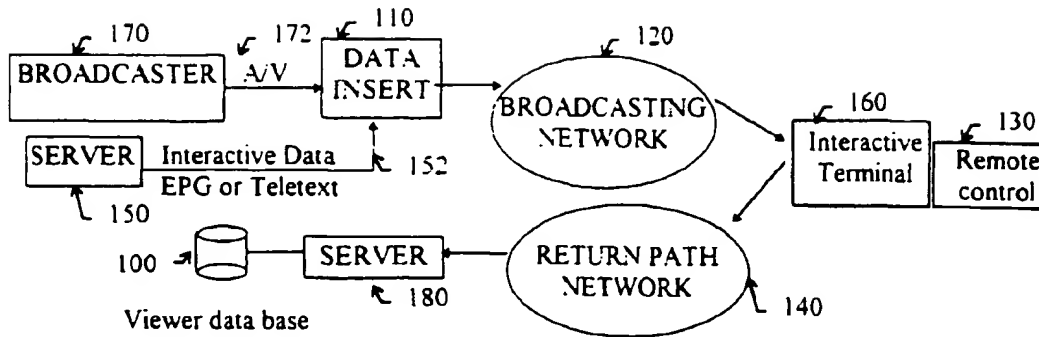 170
172
110
120
BROADCASTER
A/V
DATA
INSERT
BROADCASTING
NETWORK
160
130
Interactive
Terminal
Remote
control
SERVER
Interactive Data
EPG or Teletext
152
150
100
SERVER
180
RETURN PATH
NETWORK
140
Viewer data base